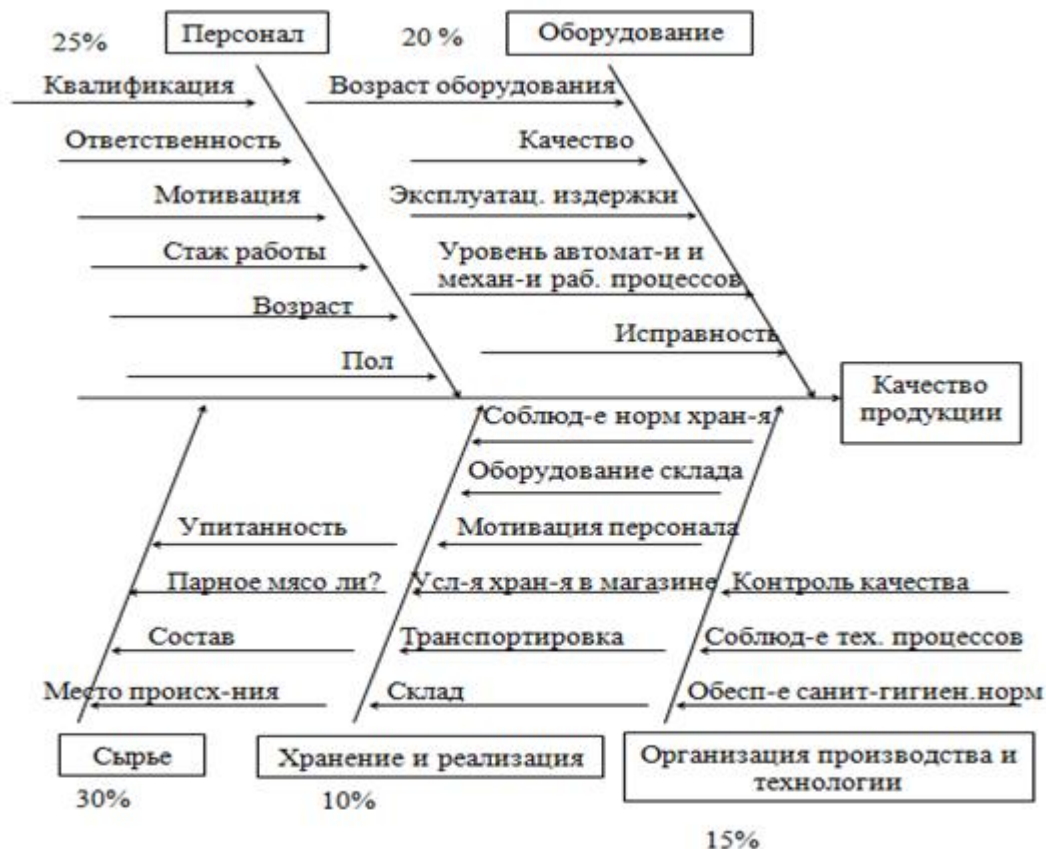 25%
Персонал
20 %
Оборудование
Квалификация
Возраст оборудования
Ответственность
Качество
Мотивация
Эксплуатац. издержки
Стаж работы
Уровень автомат-и и
механ-и раб. процессов
Возраст
Исправность
Пол
Качество
продукции
Соблюд-е норм хран-я
Оборудование склада
Упитанность
Мотивация персонала
Парное мясо ли?
Усл-я хран-я в магазине
Контроль качества
Состав
Транспортировка
Соблюд-е тех. процессов
Место происх-ния
Склад
Обесп-е санит-гигиен.норм
Сырье
Хранение и реализация
Организация производства и
технологии
30%
10%
15%